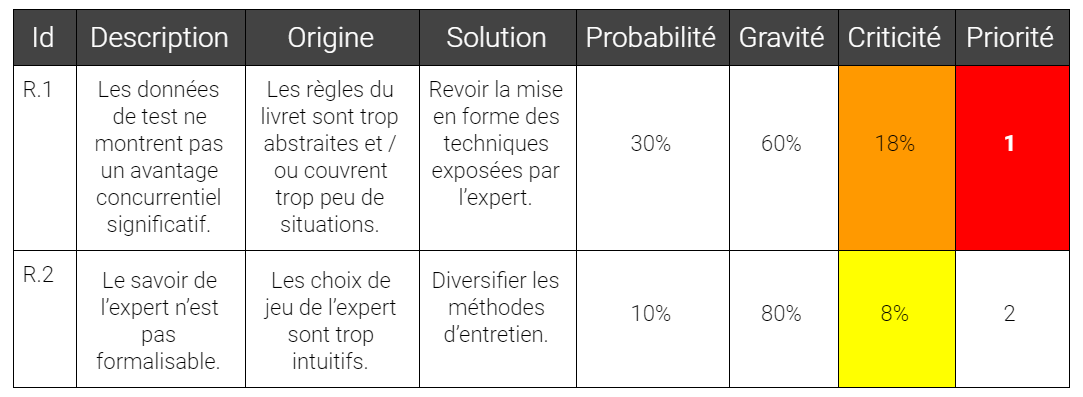 Id Description Origine Solution Probabilité Gravité Criticité Priorité
R.1
Les données
de test ne
montrent pas
un avantage
concurrentiel
significatif.
Les règles du
livret sont trop
abstraites et /
ou couvrent
trop peu de
situations.
Revoir la mise
en forme des
techniques
exposées par
l’expert.
30%
60%
18%
1
R.2
Le savoir de
l’expert n’est
pas
formalisable.
Les choix de
jeu de l’expert
sont trop
intuitifs.
Diversifier les
méthodes
d’entretien.
10%
80%
8%
2